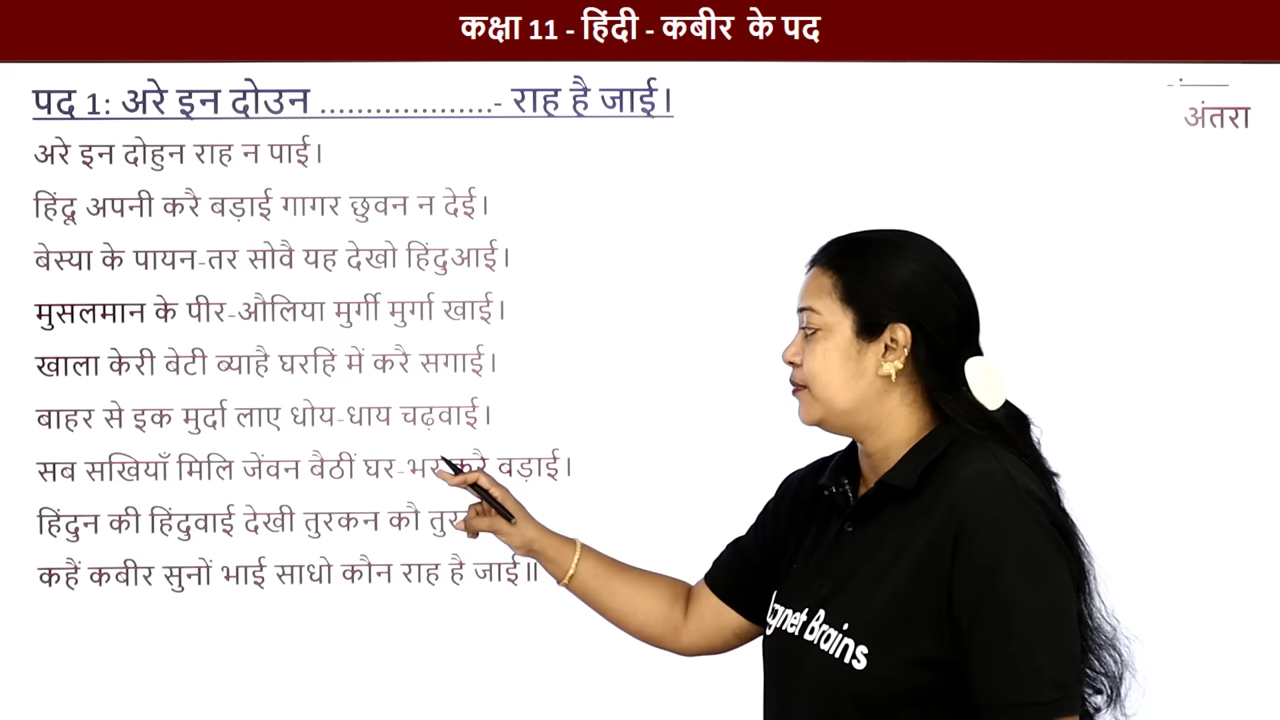 कक्षा 11 - हिंदी - कबीर के पद
पद 1: अरे इन दोउन ...................- राह है जाई।
अंतरा
अरे इन दोहुन राह न पाई।
हिंदू अपनी करै बड़ाई गागर छुवन न देई।
बेस्या के पायन-तर सोवै यह देखो हिंदुआई।
मुसलमान के पीर-औलिया मुर्गी मुर्गा खाई।
खाला केरी बेटी ब्याहै घरहिं में करै सगाई।
बाहर से इक मुर्दा लाए धोय-धाय चढ़वाई।
सब सखियाँ मिलि जेंवन बैठीं घर-भर करै बड़ाई।
हिंदुन की हिंदुवाई देखी तुरकन कौ
कहैं कबीर सुनों भाई साधो कौन राह है जाई॥
Brains